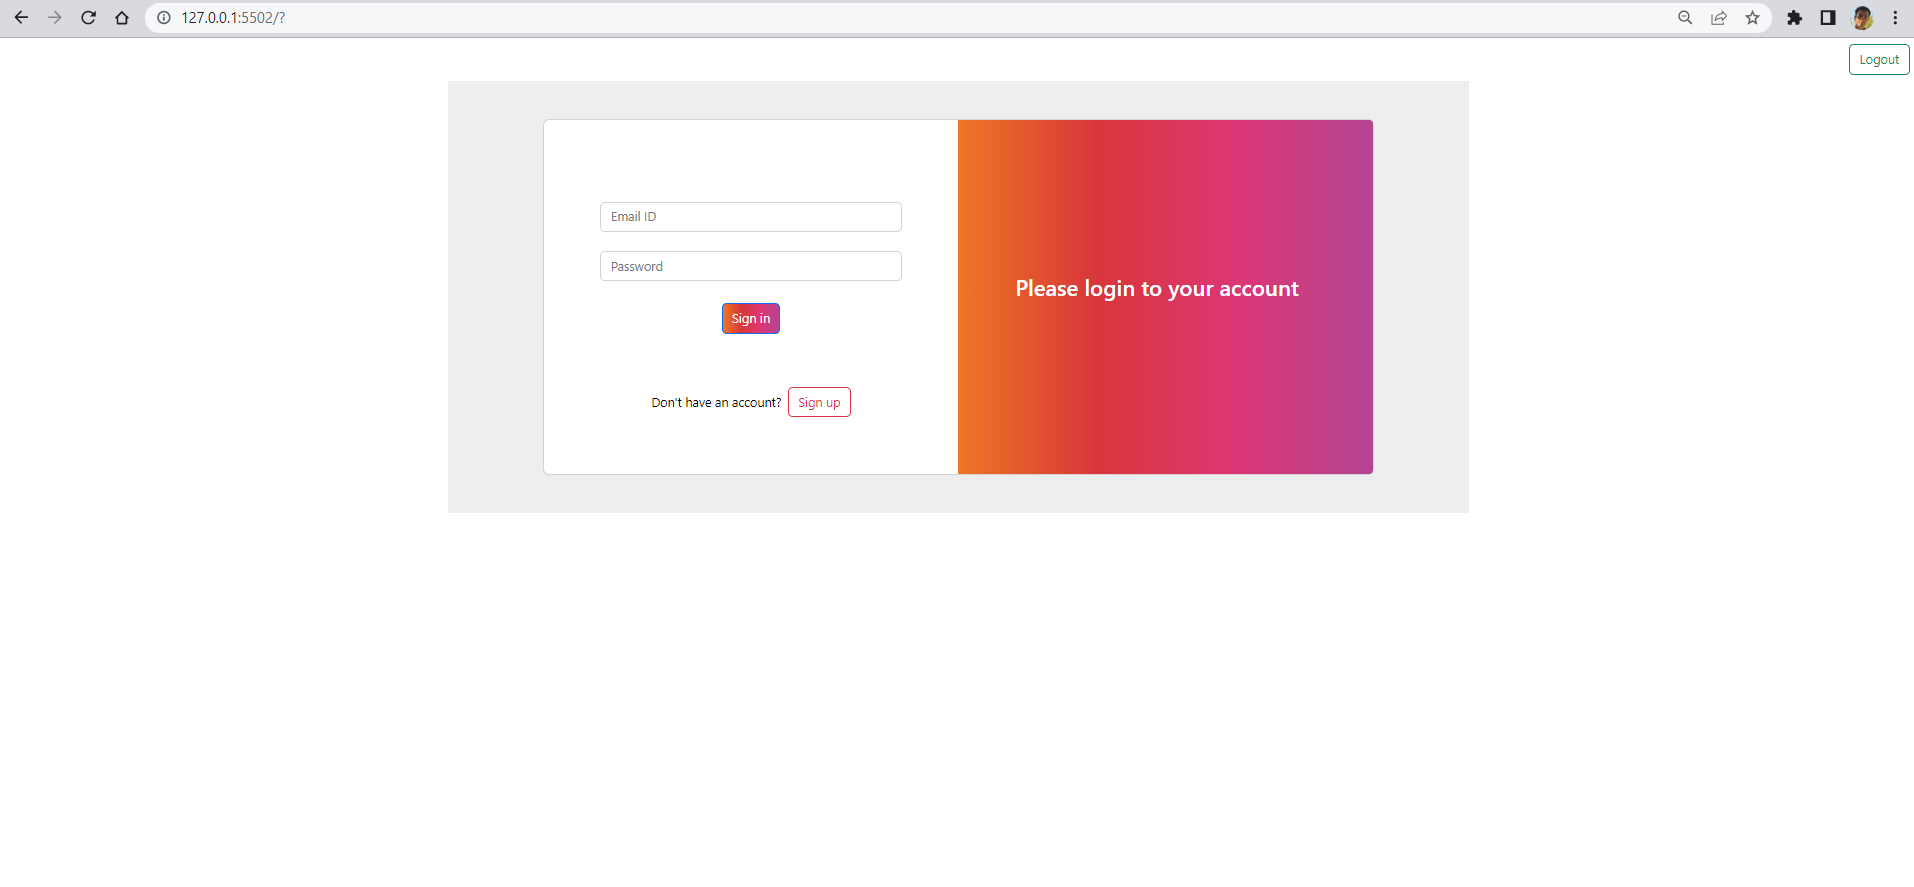 127.0.0.1:5502/?
Logout
Email ID
Password
Sign in
Don't have an account? Sign up
Please login to your account